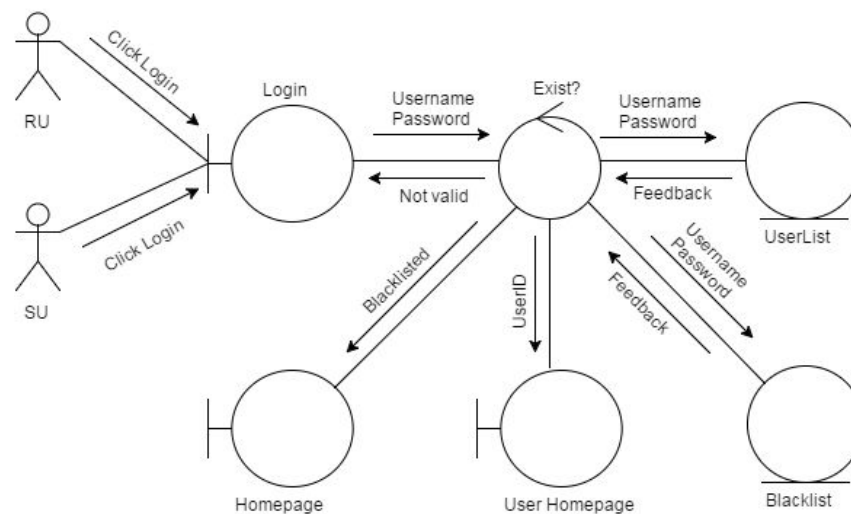 Click Login
RU
Login
Username
Password
Exist?
Username
Password
Not valid
Feedback
UserList
Click Login
SU
Blacklisted
UserID
Username
Password
Feedback
Homepage
User Homepage
Blacklist